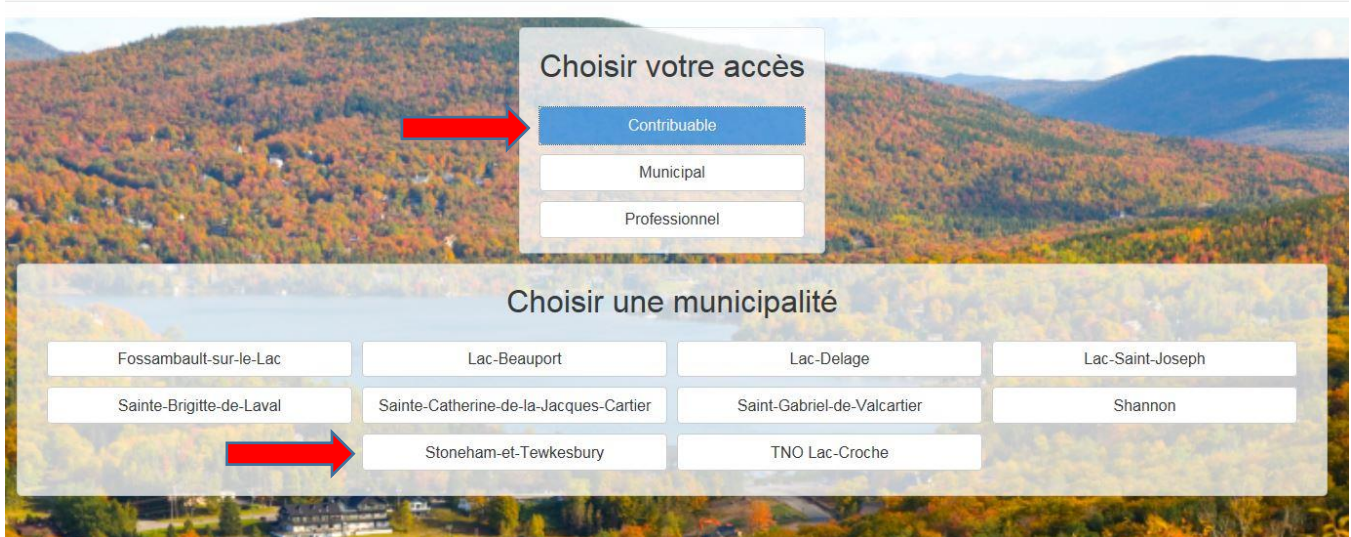 Choisir votre accès
Contribuable
Municipal
Professionnel
Choisir une municipalité
Fossambault-sur-le-Lac
Lac-Beauport
Lac-Delage
Lac-Saint-Joseph
Sainte-Brigitte-de-Laval
Sainte-Catherine-de-la-Jacques-Cartier
Saint-Gabriel-de-Valcartier
Shannon
Stoneham-et-Tewkesbury
TNO Lac-Croche